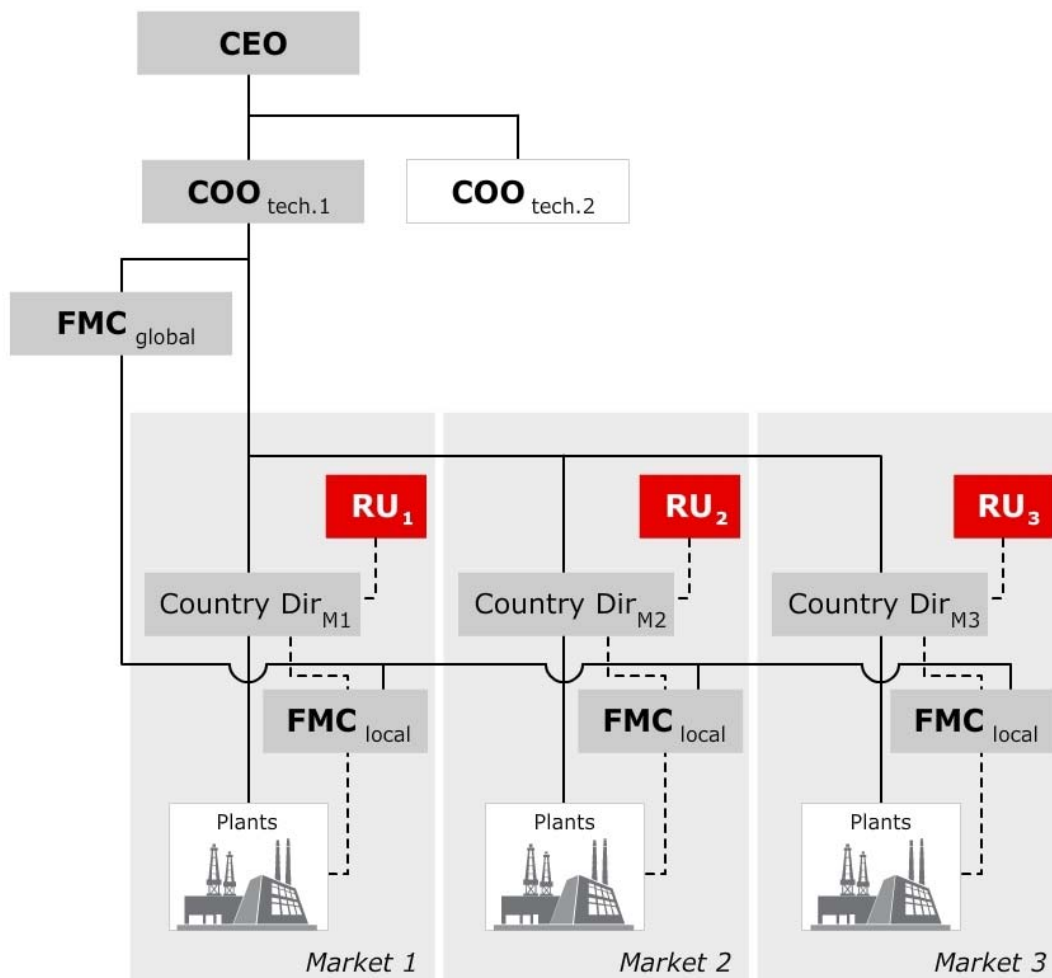 CEO
COO tech.1
COO tech.2
FMC global
RU 1
RU 2
RU 3
Country Dir M1
Country Dir M2
Country Dir M3
FMC local
FMC local
FMC local
Plants
Plants
Plants
Market 1
Market 2
Market 3